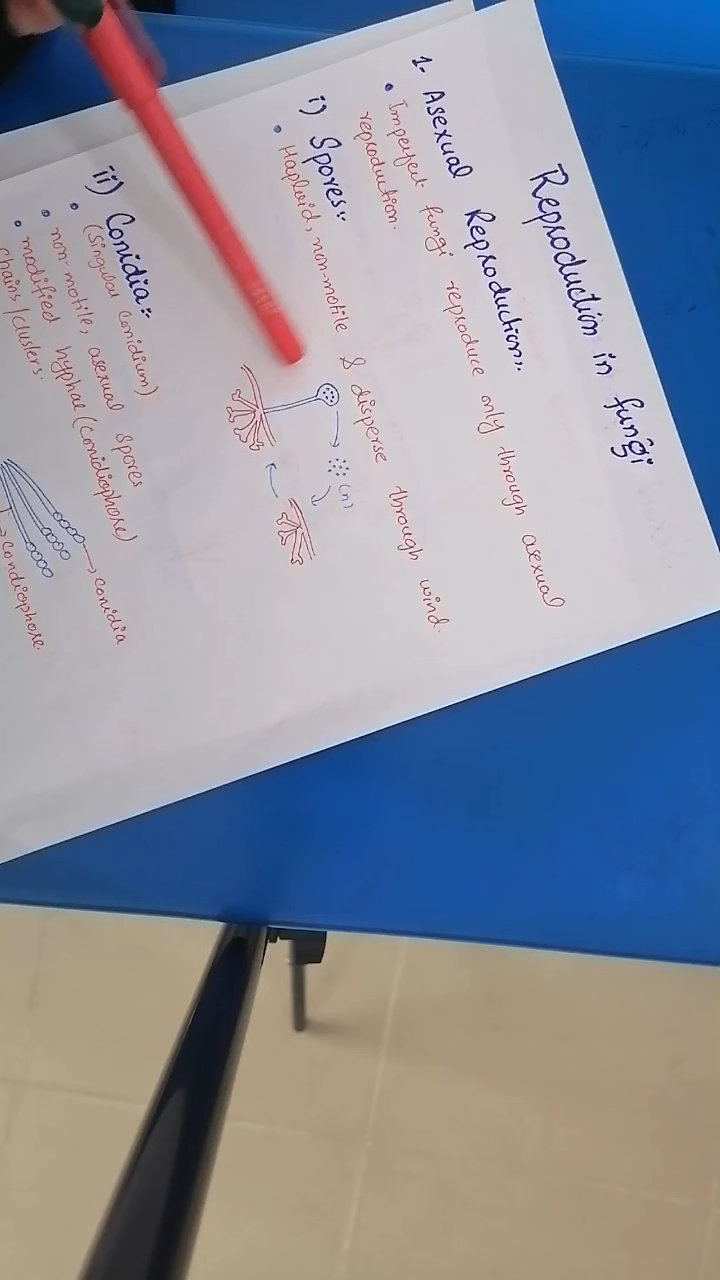 Reproduction in fungi
1- Asexual Reproduction:-
• Imperfect fungi reproduce only through asexual
reproduction.
i) Spores:-
• Haploid, non-motile & disperse through wind.
(n)
ii) Conidia:-
• (Singular Conidium)
• non-motile, asexual Spores
• modified hyphae (conidiophore)
chains/clusters.
conidia
condiophore.